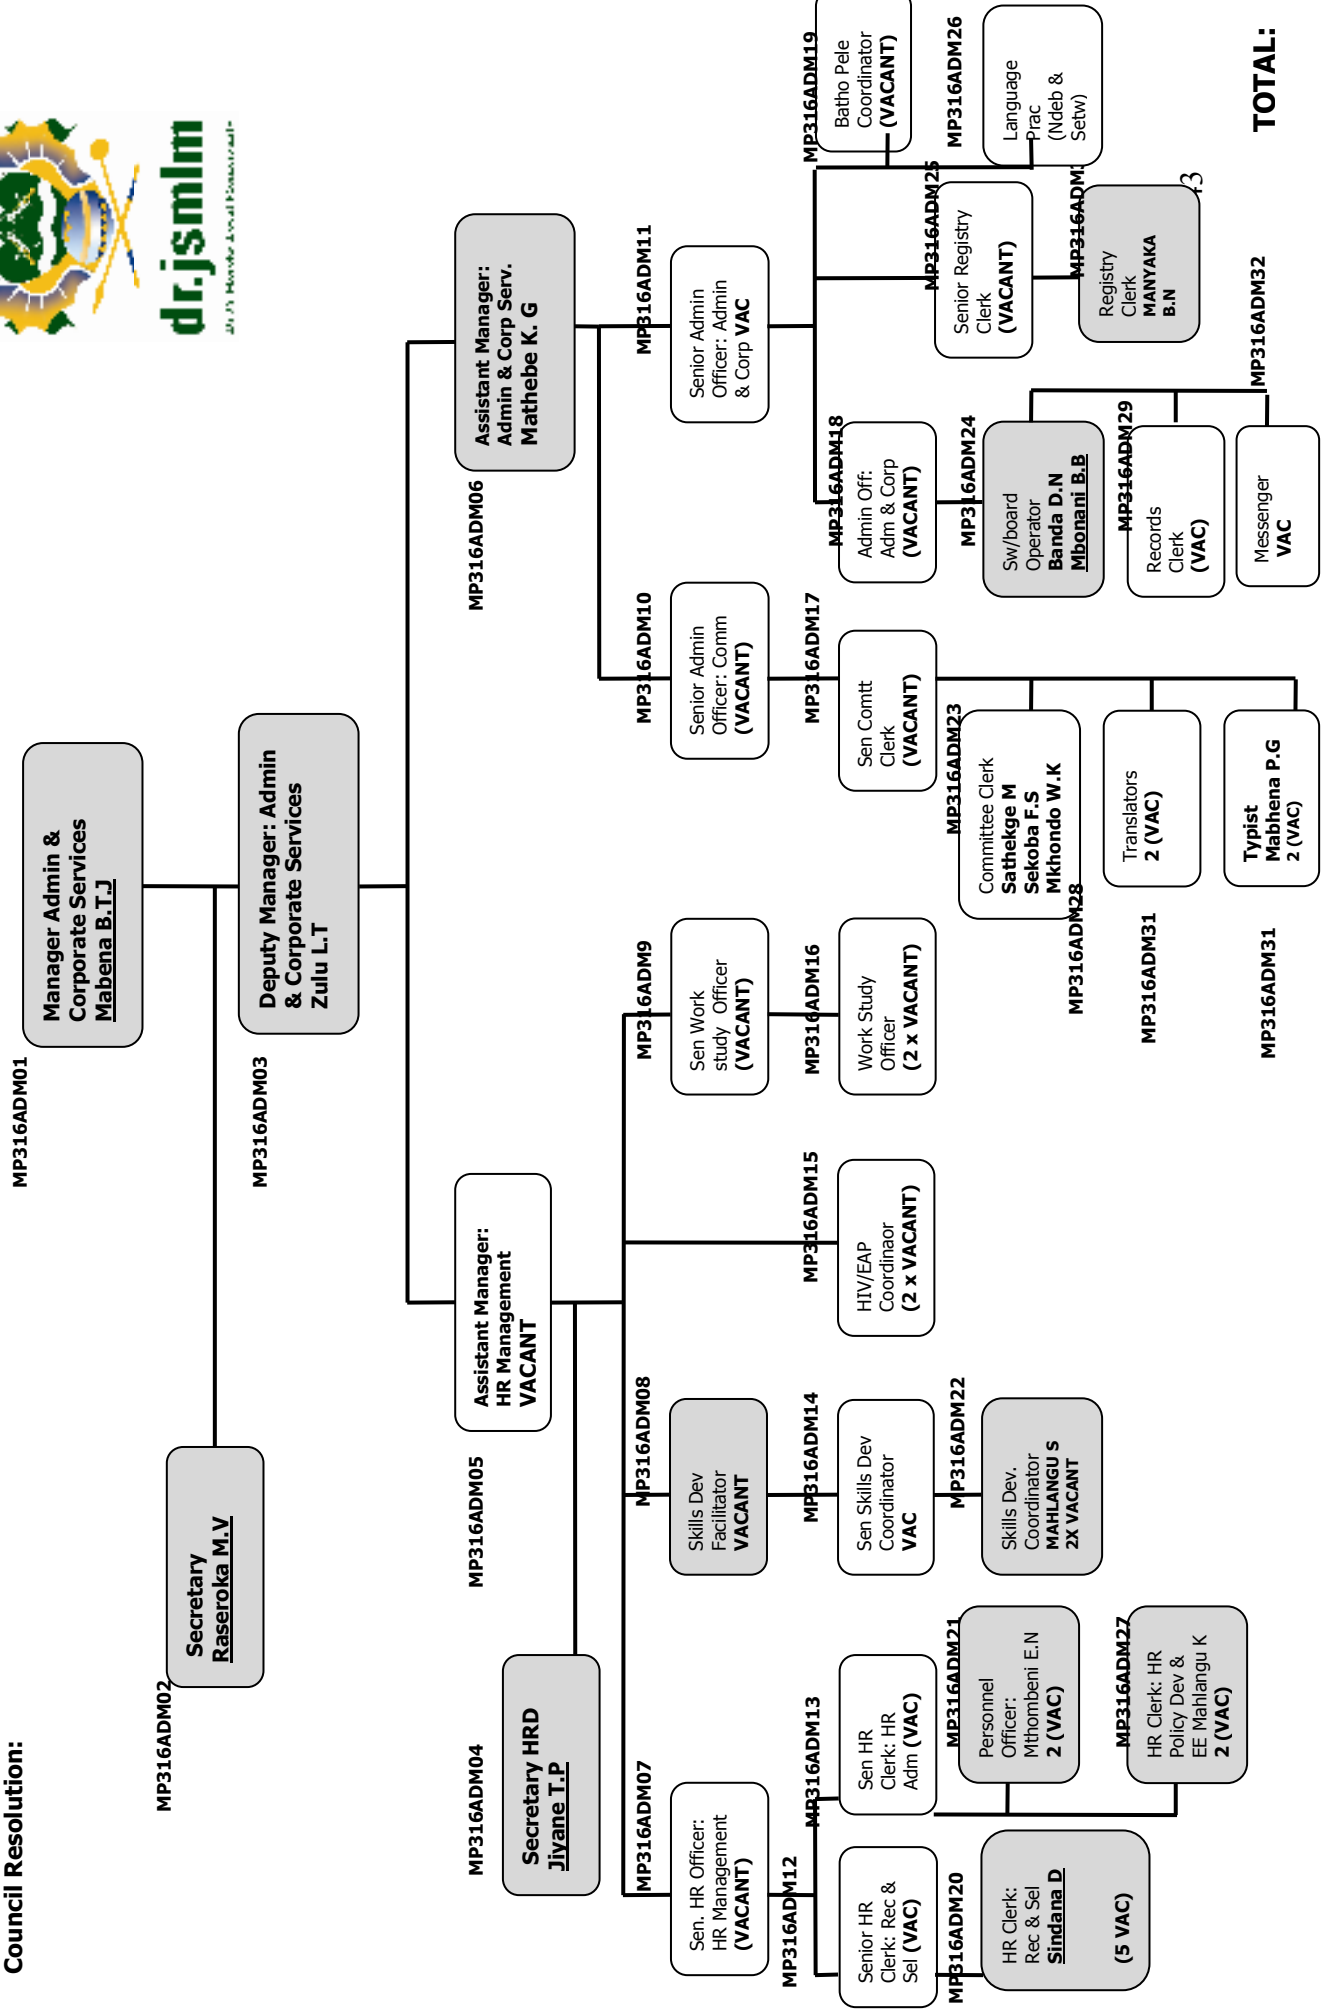 Council Resolution:
dr.jsmlm
MP316ADM01
Manager Admin &
Corporate Services
Mabena B.T.J
MP316ADM02
Secretary
Raseroka M.V
MP316ADM03
Deputy Manager: Admin
& Corporate Services
Zulu L.T
MP316ADM04
Secretary HRD
Jiyane T.P
MP316ADM05
Assistant Manager:
HR Management
VACANT
MP316ADM06
Assistant Manager:
Admin & Corp Serv.
Mathebe K. G
MP316ADM07
Sen. HR Officer:
HR Management
(VACANT)
MP316ADM08
Skills Dev
Facilitator
VACANT
MP316ADM9
Sen Work
study Officer
(VACANT)
MP316ADM10
Senior Admin
Officer: Comm
(VACANT)
MP316ADM11
Senior Admin
Officer: Admin
& Corp VAC
MP316ADM12
Senior HR
Clerk: Rec &
Sel (VAC)
MP316ADM13
Sen HR
Clerk: HR
Adm (VAC)
MP316ADM14
Sen Skills Dev
Coordinator
VAC
MP316ADM15
HIV/EAP
Coordinaor
(2 x VACANT)
MP316ADM16
Work Study
Officer
(2 x VACANT)
MP316ADM17
Sen Comtt
Clerk
(VACANT)
MP316ADM18
Admin Off:
Adm & Corp
(VACANT)
MP316ADM25
Senior Registry
Clerk
(VACANT)
MP316ADM19
Batho Pele
Coordinator
(VACANT)
MP316ADM20
HR Clerk:
Rec & Sel
Sindana D
(5 VAC)
MP316ADM21
Personnel
Officer:
Mthombeni E.N
2 (VAC)
MP316ADM22
Skills Dev.
Coordinator
MAHLANGU S
2X VACANT
MP316ADM23
Committee Clerk
Sathekge M
Sekoba F.S
Mkhondo W.K
MP316ADM24
Sw/board
Operator
Banda D.N
Mbonani B.B
MP316ADM26
Language
Prac
(Ndeb &
Setw)
MP316ADM27
HR Clerk: HR
Policy Dev &
EE Mahlangu K
2 (VAC)
MP316ADM28
Translators
2 (VAC)
MP316ADM31
Typist
Mabhena P.G
2 (VAC)
MP316ADM31
MP316ADM29
Records
Clerk
(VAC)
Registry
Clerk
MANYAKA
B.N
MP316ADM32
Messenger
VAC
TOTAL: